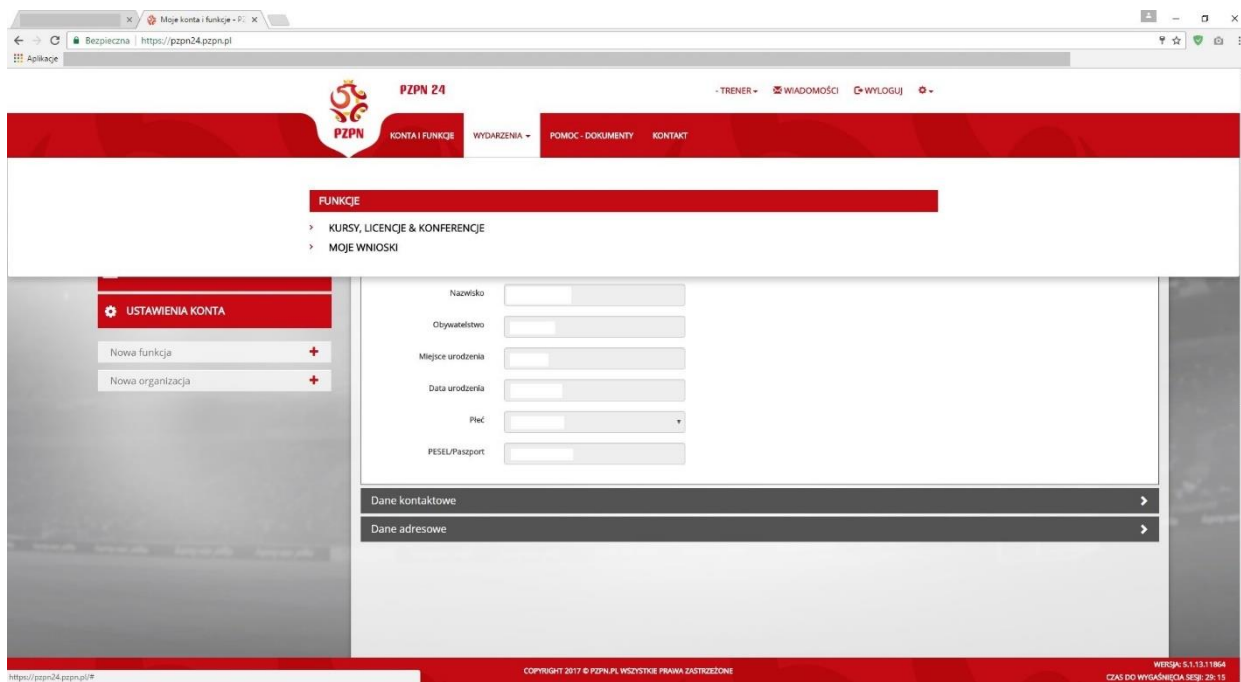 Moje konta i funkcje - PZ
Bezpieczna | https://pzpn24.pzpn.pl
Aplikacje
PZPN 24
- TRENER
WIADOMOŚCI
WYLOGUJ
PZPN
KONTA I FUNKCJE
WYDARZENIA
POMOC - DOKUMENTY
KONTAKT
FUNKCJE
KURSY, LICENCJE & KONFERENCJE
MOJE WNIOSKI
USTAWIENIA KONTA
Nowa funkcja
Nowa organizacja
Nazwisko
Obywatelstwo
Miejsce urodzenia
Data urodzenia
Płeć
PESEL/Paszport
Dane kontaktowe
Dane adresowe
COPYRIGHT 2017 © PZPN.PL WSZYSTKIE PRAWA ZASTRZEŻONE
WERSJA: 5.1.13.11864
CZAS DO WYGAŚNIĘCIA SESJI: 29:15
https://pzpn24.pzpn.pl/#